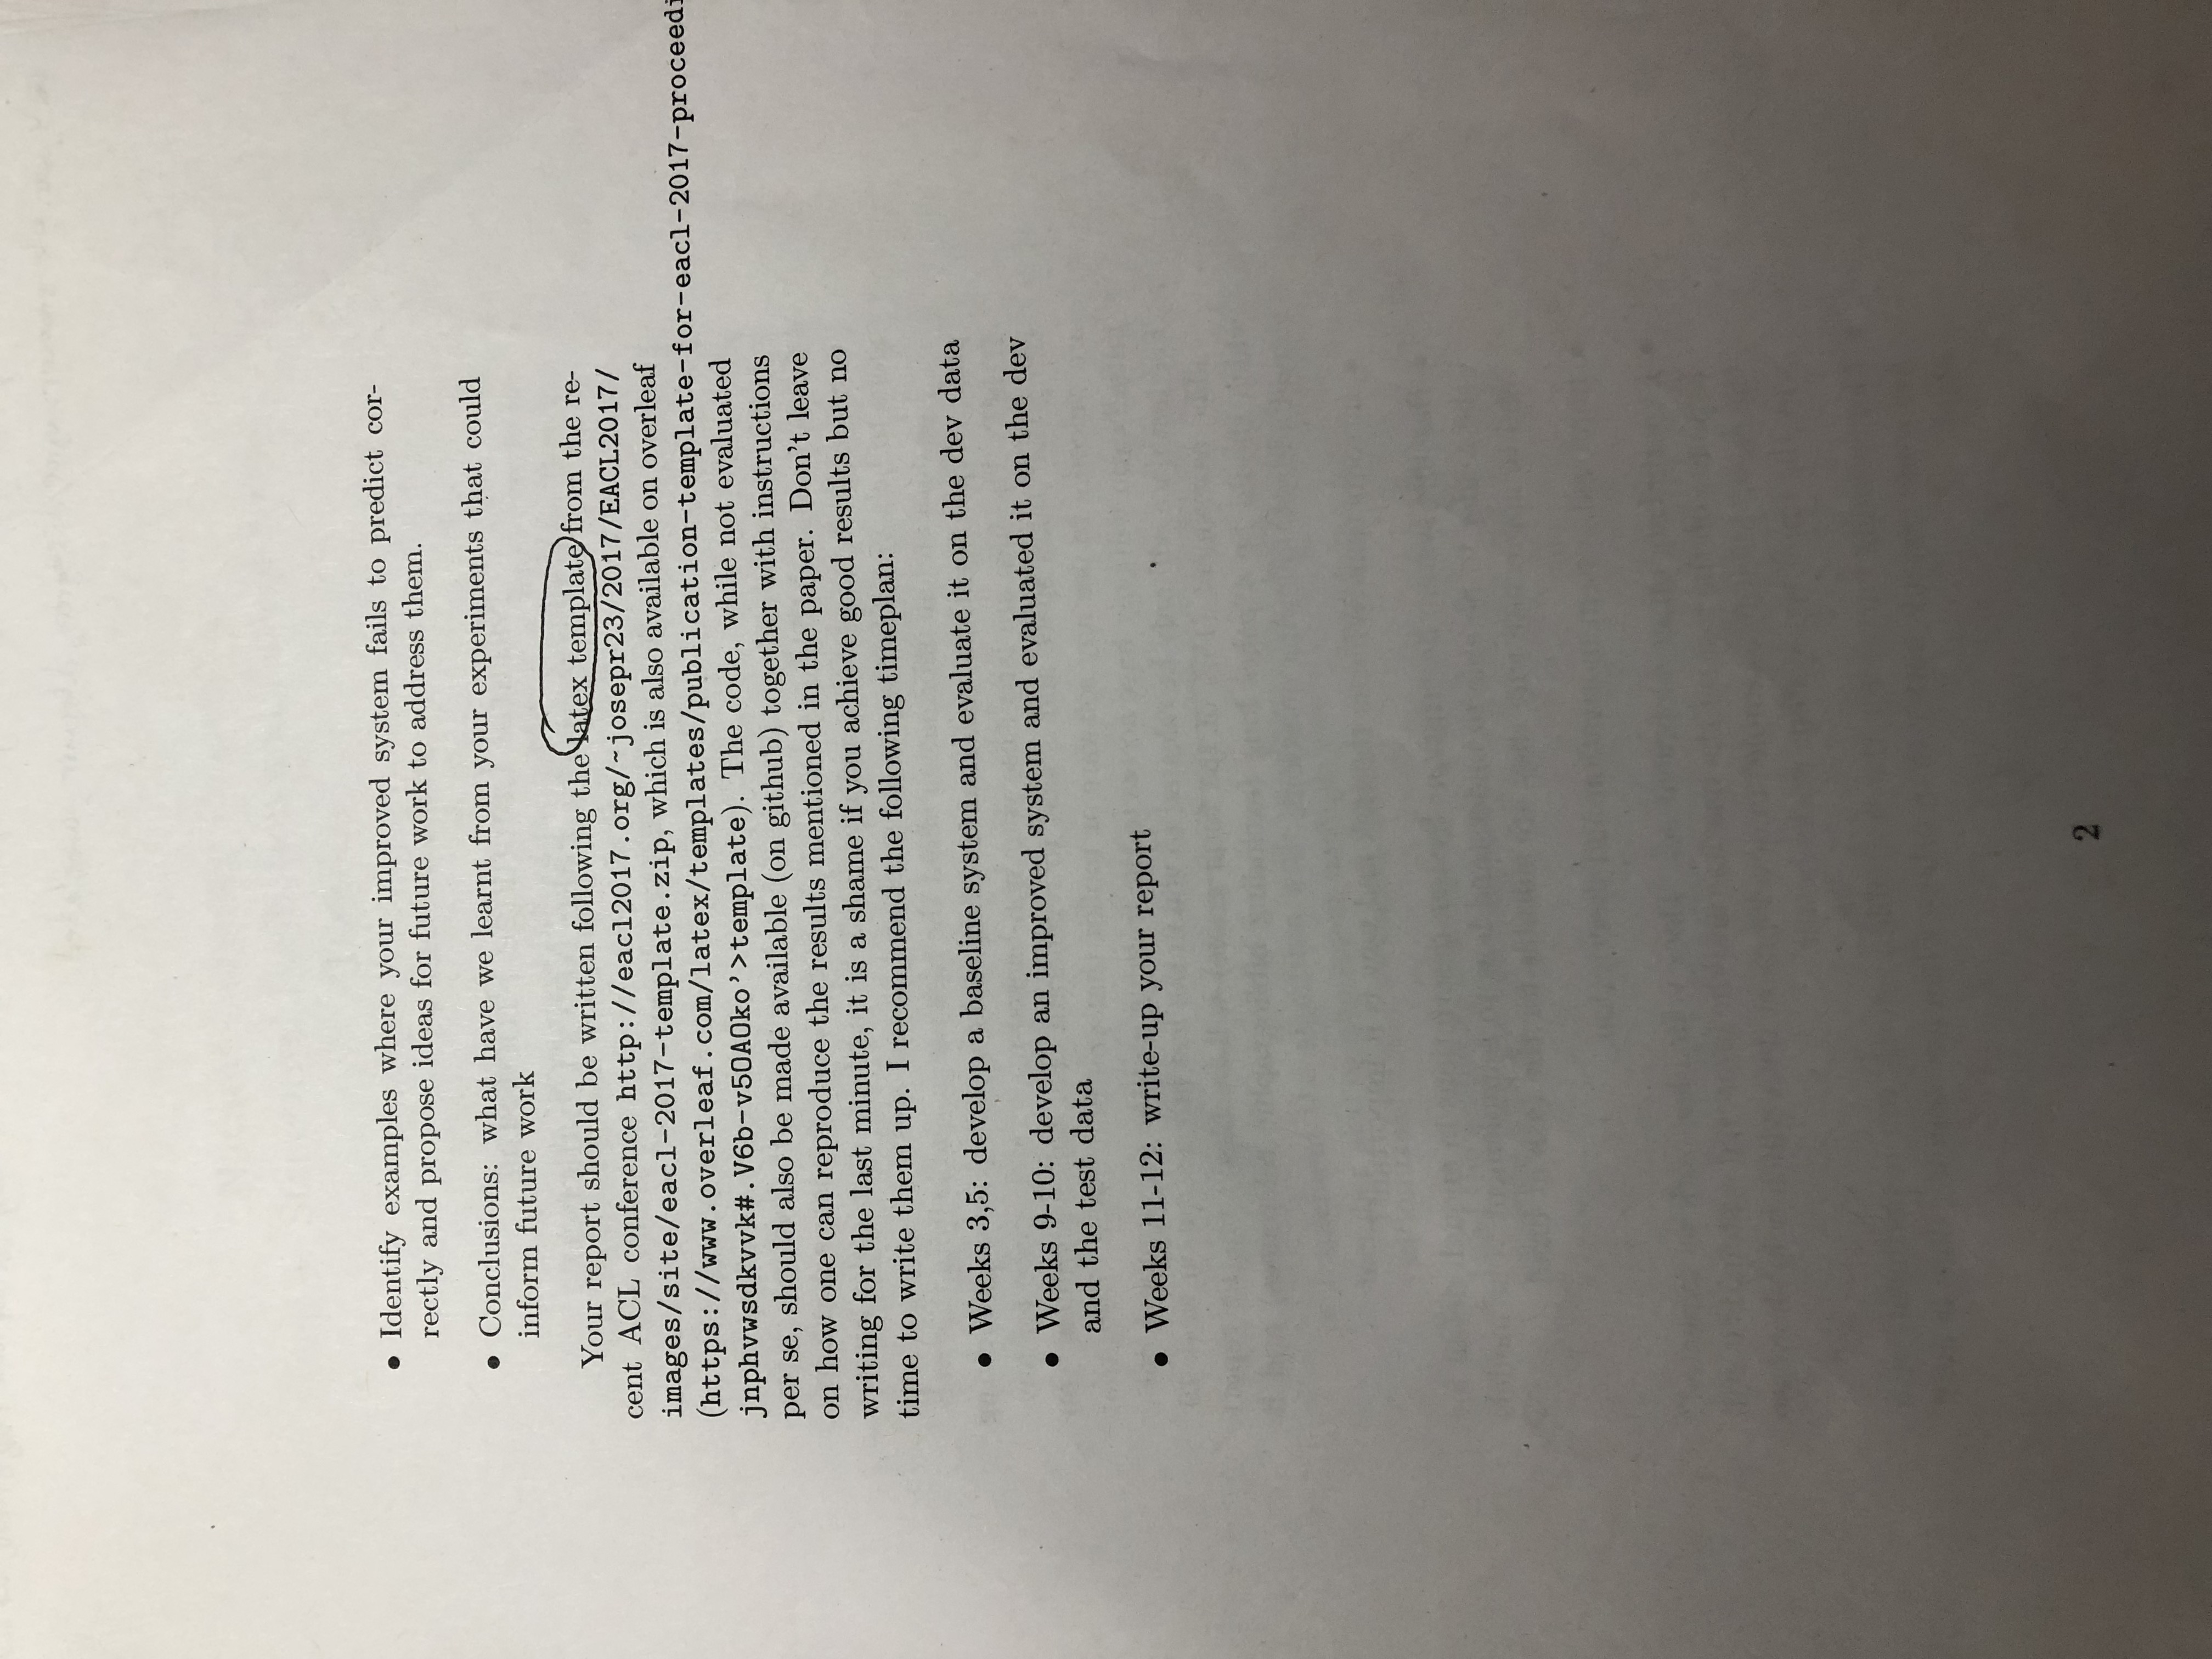 • Identify examples where your improved system fails to predict cor-
rectly and propose ideas for future work to address them.
• Conclusions: what have we learnt from your experiments that could
inform future work
Your report should be written following the latex template from the re-
cent ACL conference http://eacl2017.org/~josepr23/2017/EACL2017/
images/site/eacl-2017-template.zip, which is also available on overleaf
(https://www.overleaf.com/latex/templates/publication-template-for-eacl-2017-proceedi
jnphvwsdkvvk#.V6b-v5OAOko’>template). The code, while not evaluated
per se, should also be made available (on github) together with instructions
on how one can reproduce the results mentioned in the paper. Don’t leave
writing for the last minute, it is a shame if you achieve good results but no
time to write them up. I recommend the following timeplan:
• Weeks 3,5: develop a baseline system and evaluate it on the dev data
• Weeks 9-10: develop an improved system and evaluated it on the dev
and the test data
• Weeks 11-12: write-up your report
2